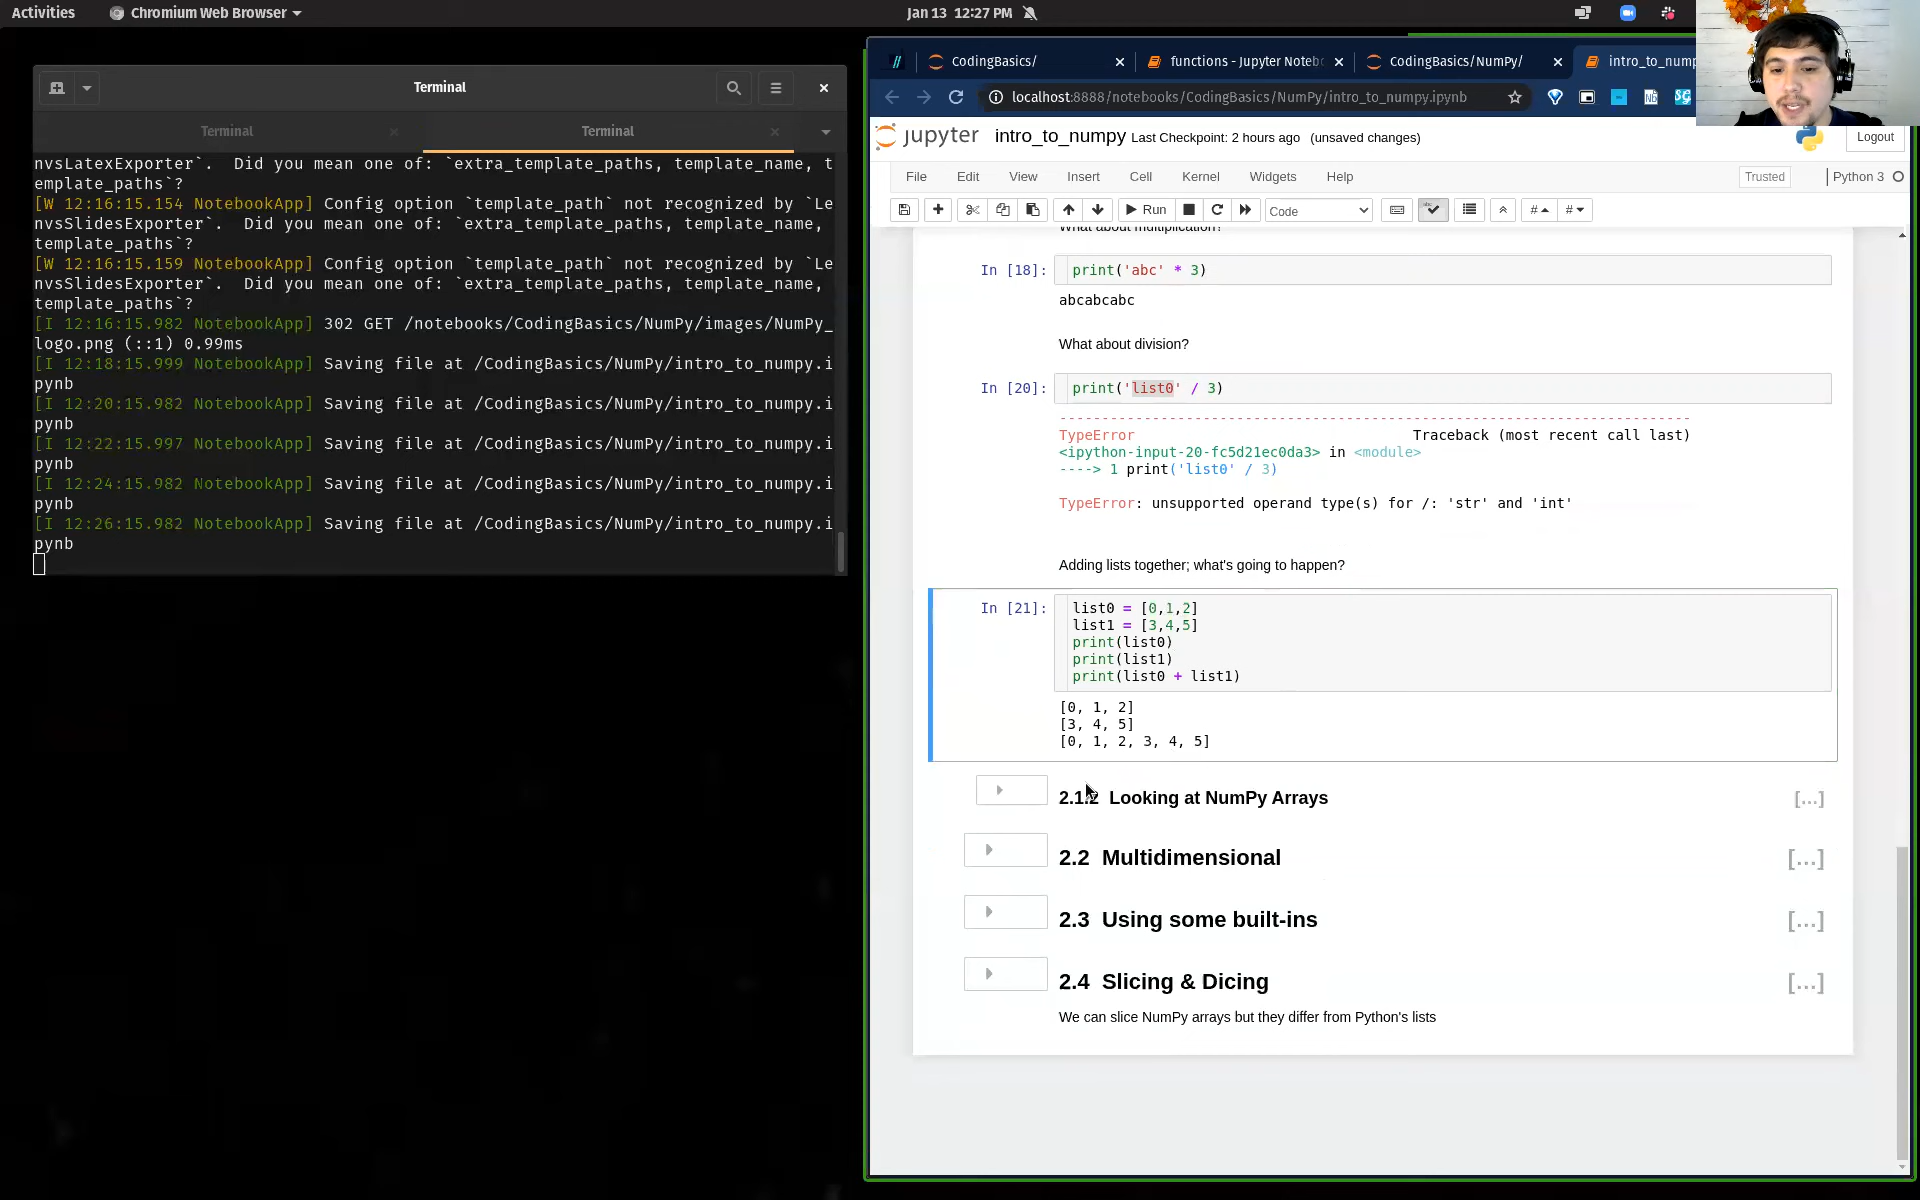 Activities
Chromium Web Browser
Jan 13 12:27 PM
Terminal
Terminal
Terminal
nvsLatexExporter`. Did you mean one of: `extra_template_paths, template_name, t
emplate_paths`?
[W 12:16:15.154 NotebookApp] Config option `template_path` not recognized by `Le
nvsSlidesExporter`. Did you mean one of: `extra_template_paths, template_name,
template_paths`?
[W 12:16:15.159 NotebookApp] Config option `template_path` not recognized by `Le
nvsSlidesExporter`. Did you mean one of: `extra_template_paths, template_name,
template_paths`?
[I 12:16:15.982 NotebookApp] 302 GET /notebooks/CodingBasics/NumPy/images/NumPy_
logo.png (::1) 0.99ms
[I 12:18:15.999 NotebookApp] Saving file at /CodingBasics/NumPy/intro_to_numpy.i
pynb
[I 12:20:15.982 NotebookApp] Saving file at /CodingBasics/NumPy/intro_to_numpy.i
pynb
[I 12:22:15.997 NotebookApp] Saving file at /CodingBasics/NumPy/intro_to_numpy.i
pynb
[I 12:24:15.982 NotebookApp] Saving file at /CodingBasics/NumPy/intro_to_numpy.i
pynb
[I 12:26:15.982 NotebookApp] Saving file at /CodingBasics/NumPy/intro_to_numpy.i
pynb
CodingBasics/
functions - Jupyter Noteb
CodingBasics/NumPy/
intro_to_nump
localhost:8888/notebooks/CodingBasics/NumPy/intro_to_numpy.ipynb
jupyter intro_to_numpy Last Checkpoint: 2 hours ago (unsaved changes)
Logout
File Edit View Insert Cell Kernel Widgets Help
Trusted
Python 3
Run
Code
What about multiplication?
In [18]: print('abc' * 3)
abcabcabc
What about division?
In [20]: print('list0' / 3)
---------------------------------------------------------------------------
TypeError Traceback (most recent call last)
<ipython-input-20-fc5d21ec0da3> in <module>
----> 1 print('list0' / 3)
TypeError: unsupported operand type(s) for /: 'str' and 'int'
Adding lists together; what's going to happen?
In [21]: list0 = [0,1,2]
list1 = [3,4,5]
print(list0)
print(list1)
print(list0 + list1)
[0, 1, 2]
[3, 4, 5]
[0, 1, 2, 3, 4, 5]
2.1.2 Looking at NumPy Arrays [...]
2.2 Multidimensional [...]
2.3 Using some built-ins [...]
2.4 Slicing & Dicing [...]
We can slice NumPy arrays but they differ from Python's lists